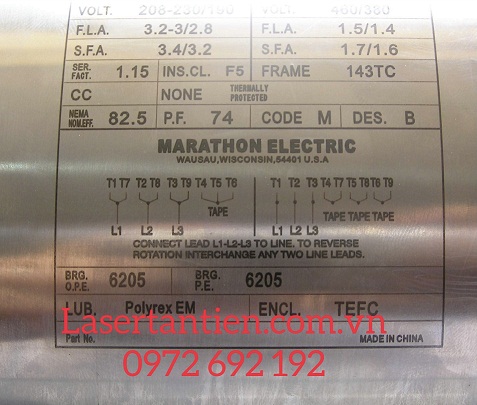 VOLT. 208-230/190 VOLT. 460/380
F.L.A. 3.2-3/2.8 F.L.A. 1.5/1.4
S.F.A. 3.4/3.2 S.F.A. 1.7/1.6
SER. FACT. 1.15 INS.CL. F5 FRAME 143TC
CC NONE THERMALLY PROTECTED
NEMA NOM.EFF. 82.5 P.F. 74 CODE M DES. B
MARATHON ELECTRIC
WAUSAU,WISCONSIN,54401 U.S.A
T1 T7 T2 T8 T3 T9 T4 T5 T6 T1 T2 T3 T4 T7 T5 T8 T6 T9
TAPE TAPE TAPE TAPE
L1 L2 L3 L1 L2 L3
CONNECT LEAD L1-L2-L3 TO LINE. TO REVERSE
ROTATION INTERCHANGE ANY TWO LINE LEADS.
BRG. O.P.E. 6205 BRG. P.E. 6205
LUB. Polyrex EM ENCL. TEFC
Lasertantien.com.vn
Part No. MADE IN CHINA
0972 692 192